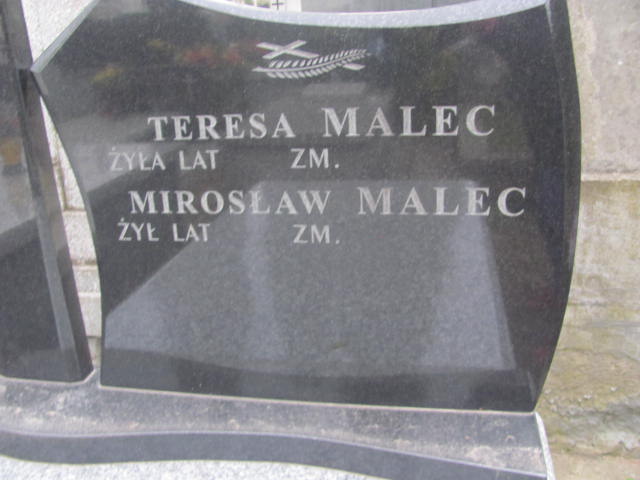 TERESA MALEC
ŻYŁA LAT ZM.
MIROSŁAW MALEC
ŻYŁ LAT ZM.